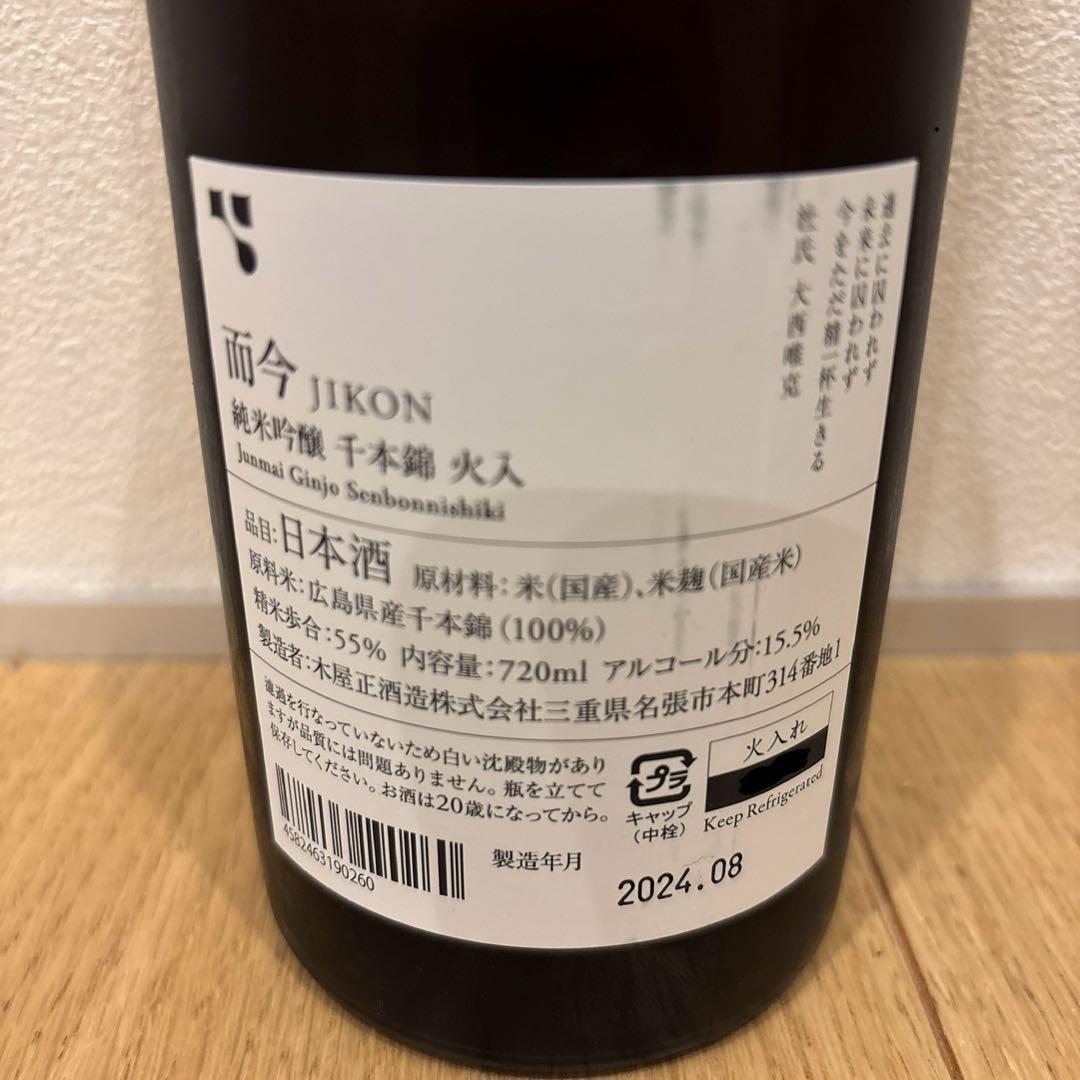 過去に囚われず
未来に囚われず
今をただ精一杯生きる
杜氏 大西唯克
而今 JIKON
純米吟醸 千本錦 火入
Junmai Ginjo Senbonnishiki
品目:日本酒 原材料:米(国産)、米麹(国産米)
原料米:広島県産千本錦(100%)
精米歩合:55% 内容量:720ml アルコール分:15.5%
製造者:木屋正酒造株式会社三重県名張市本町314番地1
濾過を行なっていないため白い沈殿物があり
ますが品質には問題ありません。瓶を立てて
保存してください。お酒は20歳になってから。
プラ
キャップ
(中栓)
火入れ
Keep Refrigerated
4582463190260
製造年月
2024.08